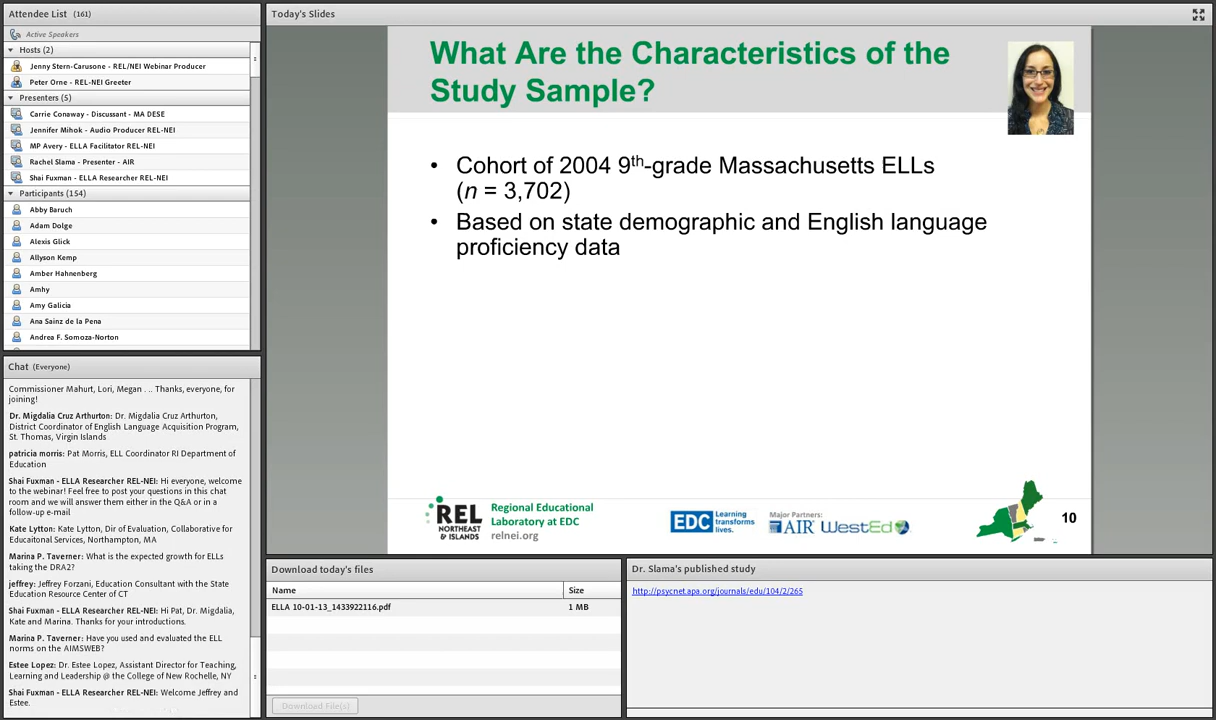 Attendee List (161)
Active Speakers
Hosts (2)
Jenny Stern-Carusone - REL/NEI Webinar Producer
Peter Orne - REL-NEI Greeter
Presenters (5)
Carrie Conaway - Discussant - MA DESE
Jennifer Mihok - Audio Producer REL-NEI
MP Avery - ELLA Facilitator REL-NEI
Rachel Slama - Presenter - AIR
Shai Fuxman - ELLA Researcher REL-NEI
Participants (154)
Abby Baruch
Adam Dolge
Alexis Glick
Allyson Kemp
Amber Hahnenberg
Amhy
Amy Galicia
Ana Sainz de la Pena
Andrea F. Somoza-Norton
Chat (Everyone)
Commissioner Mahurt, Lori, Megan ... Thanks, everyone, for
joining!
Dr. Migdalia Cruz Arthurton: Dr. Migdalia Cruz Arthurton,
District Coordinator of English Language Acquisition Program,
St. Thomas, Virgin Islands
patricia morris: Pat Morris, ELL Coordinator RI Department of
Education
Shai Fuxman - ELLA Researcher REL-NEI: Hi everyone, welcome
to the webinar! Feel free to post your questions in this chat
room and we will answer them either in the Q&A or in a
follow-up e-mail
Kate Lytton: Kate Lytton, Dir of Evaluation, Collaborative for
Educaitonal Services, Northampton, MA
Marina P. Taverner: What is the expected growth for ELLs
taking the DRA2?
jeffrey: Jeffrey Forzani, Education Consultant with the State
Education Resource Center of CT
Shai Fuxman - ELLA Researcher REL-NEI: Hi Pat, Dr. Migdalia,
Kate and Marina. Thanks for your introductions.
Marina P. Taverner: Have you used and evaluated the ELL
norms on the AIMSWEB?
Estee Lopez: Dr. Estee Lopez, Assistant Director for Teaching,
Learning and Leadership @ the College of New Rochelle, NY
Shai Fuxman - ELLA Researcher REL-NEI: Welcome Jeffrey and
Estee.
Today's Slides
What Are the Characteristics of the
Study Sample?
• Cohort of 2004 9th-grade Massachusetts ELLs
(n = 3,702)
• Based on state demographic and English language
proficiency data
REL
NORTHEAST
& ISLANDS
Regional Educational
Laboratory at EDC
relnei.org
EDC Learning
transforms
lives.
Major Partners:
AIR WestEd
10
Download today's files
Name Size
ELLA 10-01-13_1433922116.pdf 1 MB
Download File(s)
Dr. Slama's published study
http://psycnet.apa.org/journals/edu/104/2/265